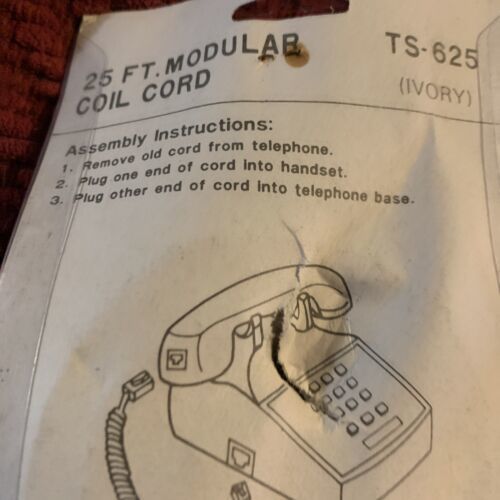 25 FT. MODULAR
COIL CORD
TS-625
(IVORY)
Assembly Instructions:
1. Remove old cord from telephone.
2. Plug one end of cord into handset.
3. Plug other end of cord into telephone base.